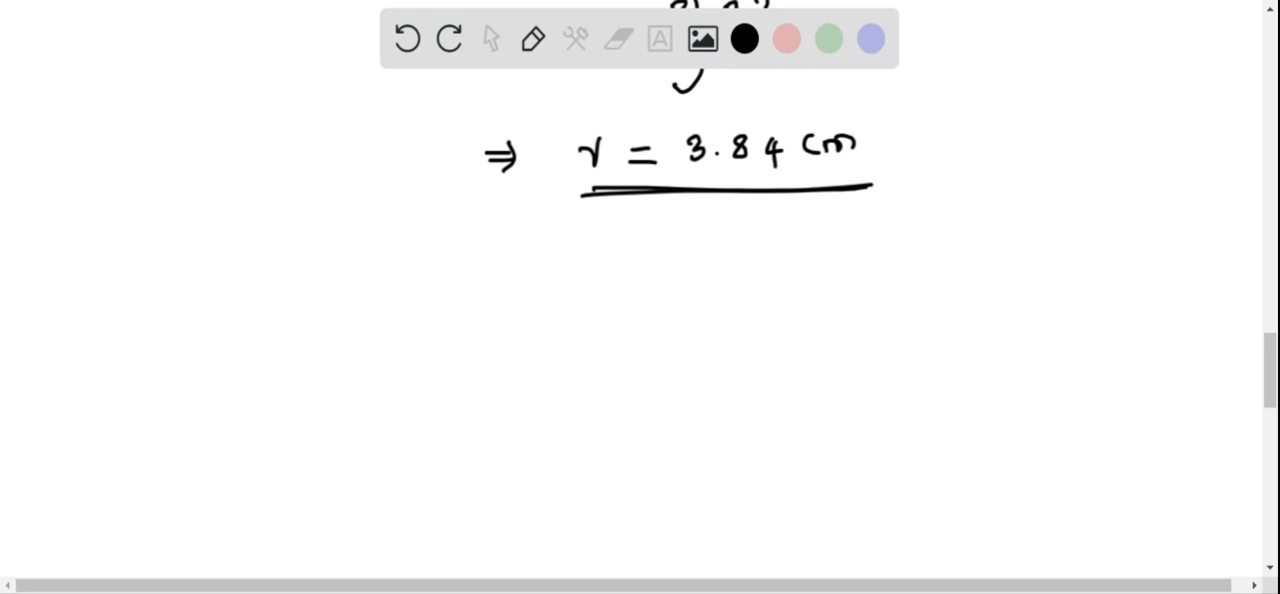 ⇒ r = 3.84 cm